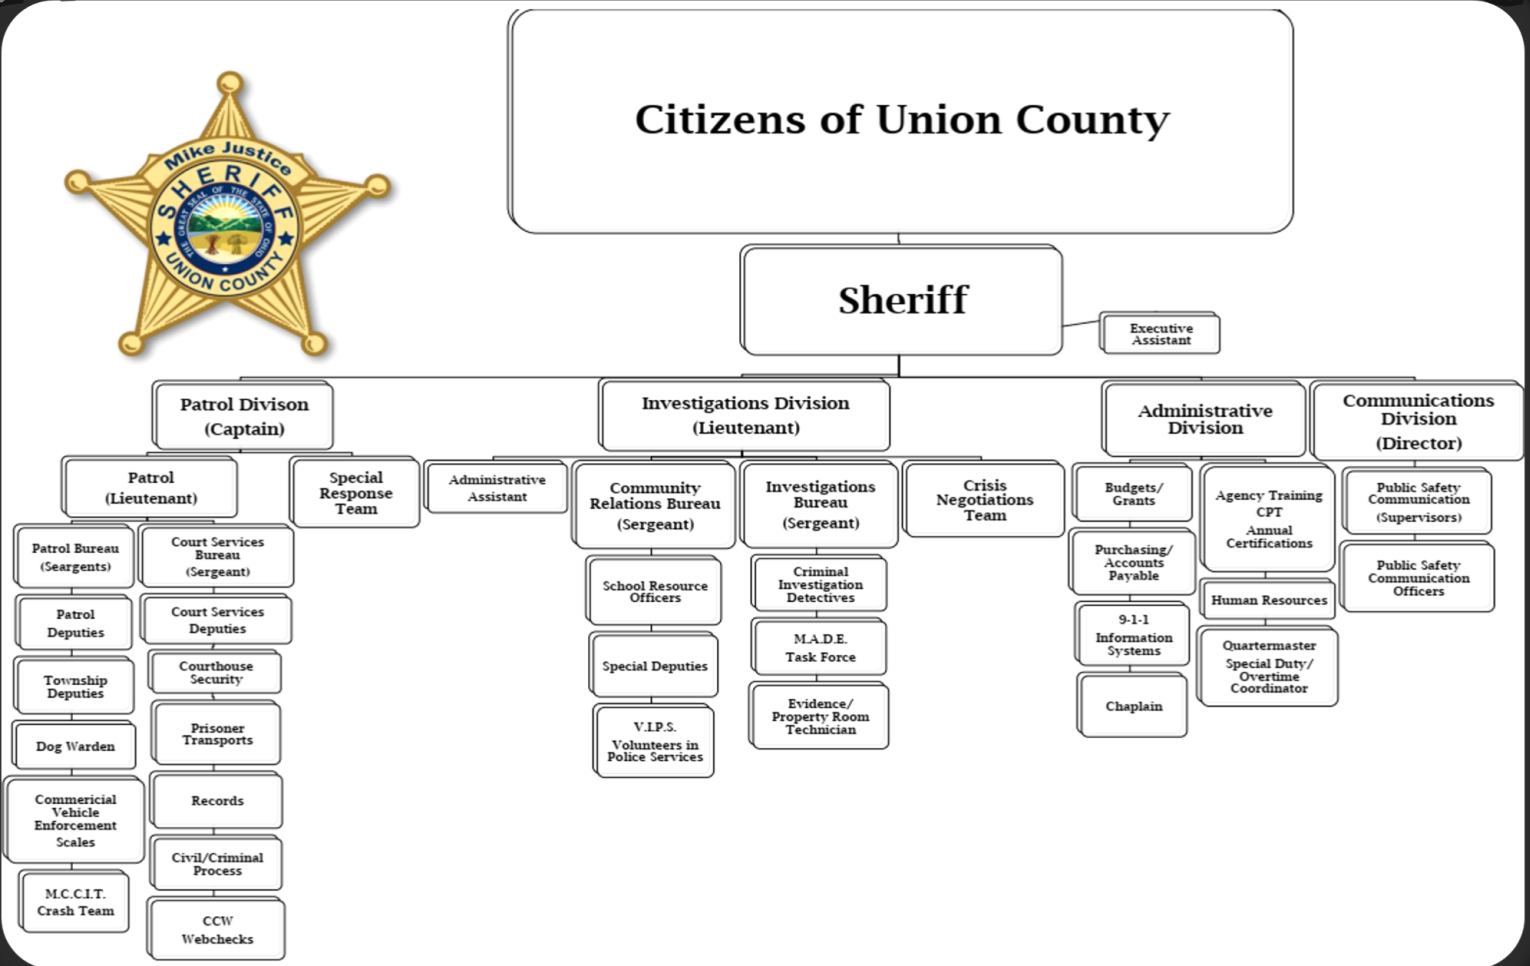 Citizens of Union County
Mike Justice
SHERIFF
THE GREAT SEAL OF THE STATE OF OHIO
UNION COUNTY
Sheriff
Executive
Assistant
Patrol Divison
(Captain)
Investigations Division
(Lieutenant)
Administrative
Division
Communications
Division
(Director)
Patrol
(Lieutenant)
Special
Response
Team
Administrative
Assistant
Community
Relations Bureau
(Sergeant)
Investigations
Bureau
(Sergeant)
Crisis
Negotiations
Team
Budgets/
Grants
Agency Training
CPT
Annual
Certifications
Public Safety
Communication
(Supervisors)
Patrol Bureau
(Seargents)
Court Services
Bureau
(Sergeant)
School Resource
Officers
Criminal
Investigation
Detectives
Purchasing/
Accounts
Payable
Human Resources
Public Safety
Communication
Officers
Patrol
Deputies
Court Services
Deputies
Special Deputies
M.A.D.E.
Task Force
9-1-1
Information
Systems
Quartermaster
Special Duty/
Overtime
Coordinator
Township
Deputies
Courthouse
Security
V.I.P.S.
Volunteers in
Police Services
Evidence/
Property Room
Technician
Chaplain
Dog Warden
Prisoner
Transports
Commericial
Vehicle
Enforcement
Scales
Records
M.C.C.I.T.
Crash Team
Civil/Criminal
Process
CCW
Webchecks